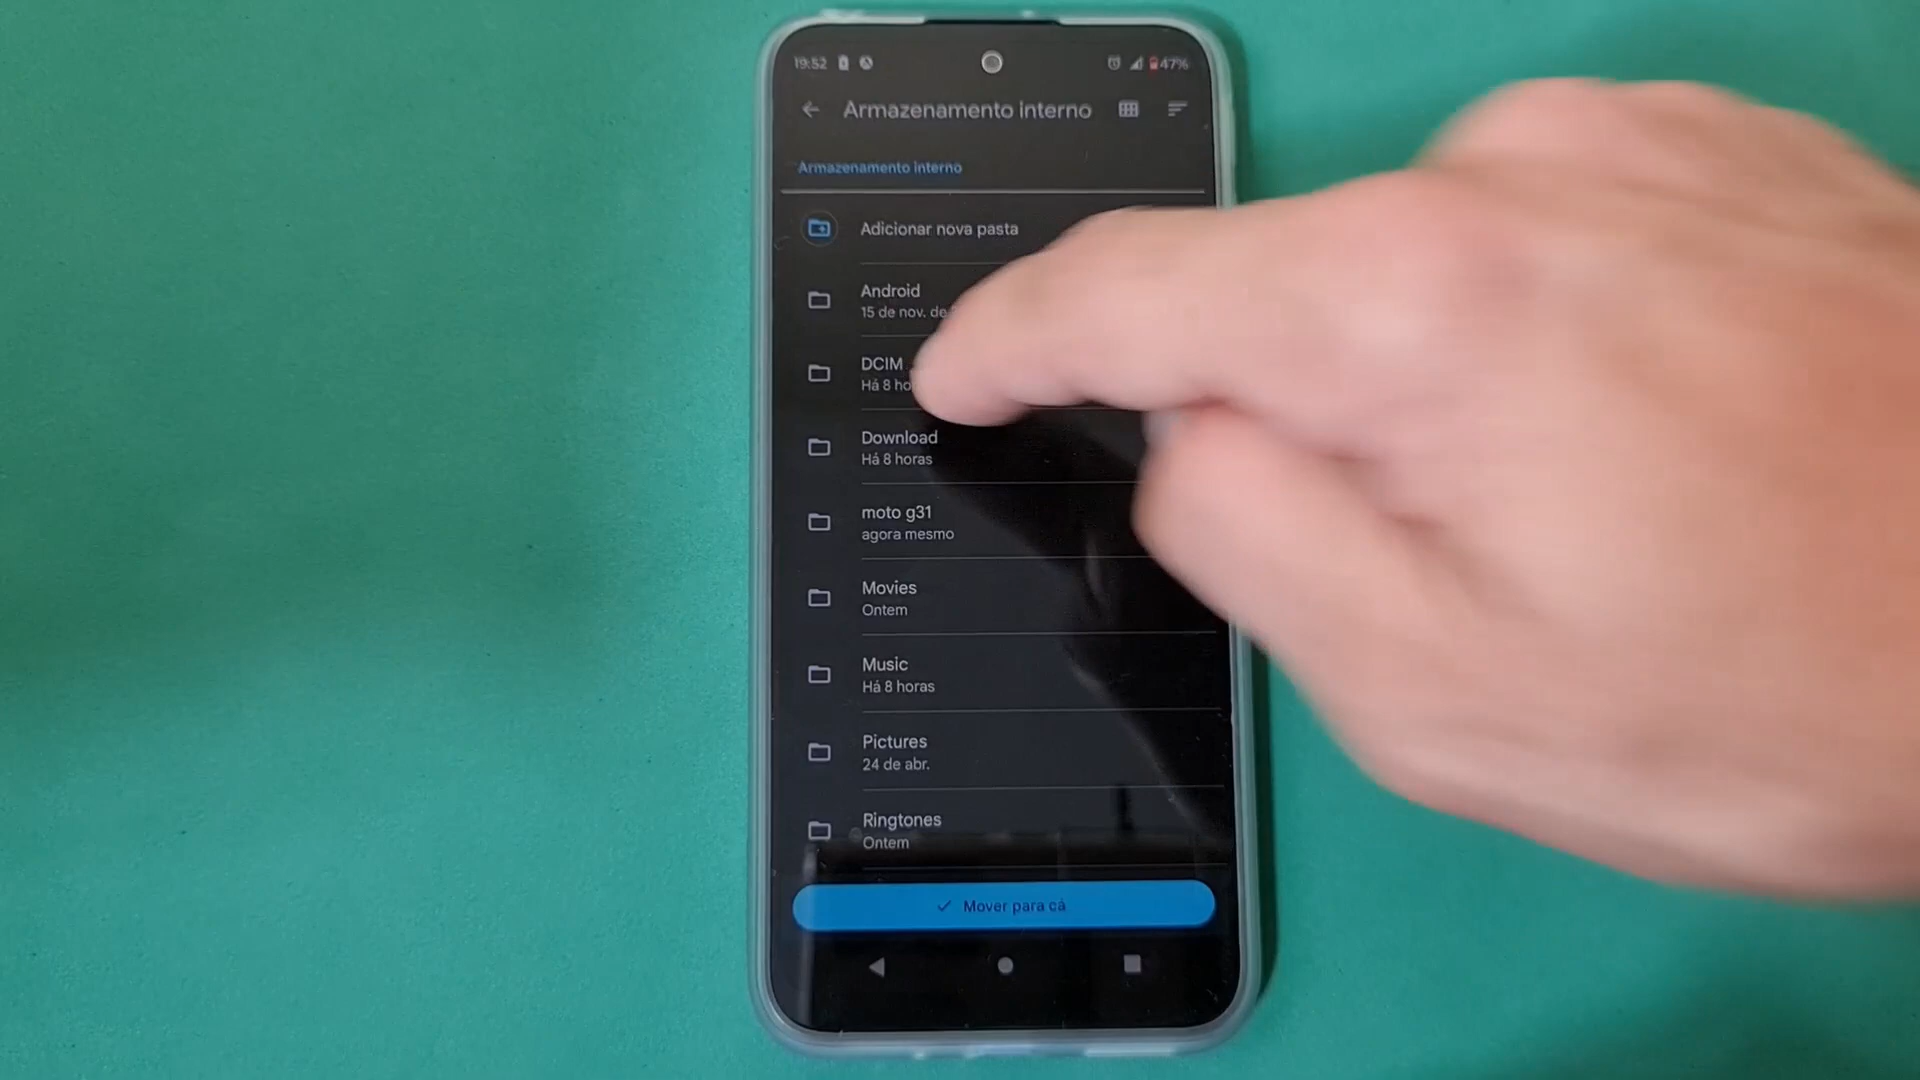 19:52
47%
Armazenamento interno
Armazenamento interno
Adicionar nova pasta
Android
15 de nov. de
DCIM
Há 8 ho
Download
Há 8 horas
moto g31
agora mesmo
Movies
Ontem
Music
Há 8 horas
Pictures
24 de abr.
Ringtones
Ontem
Mover para cá